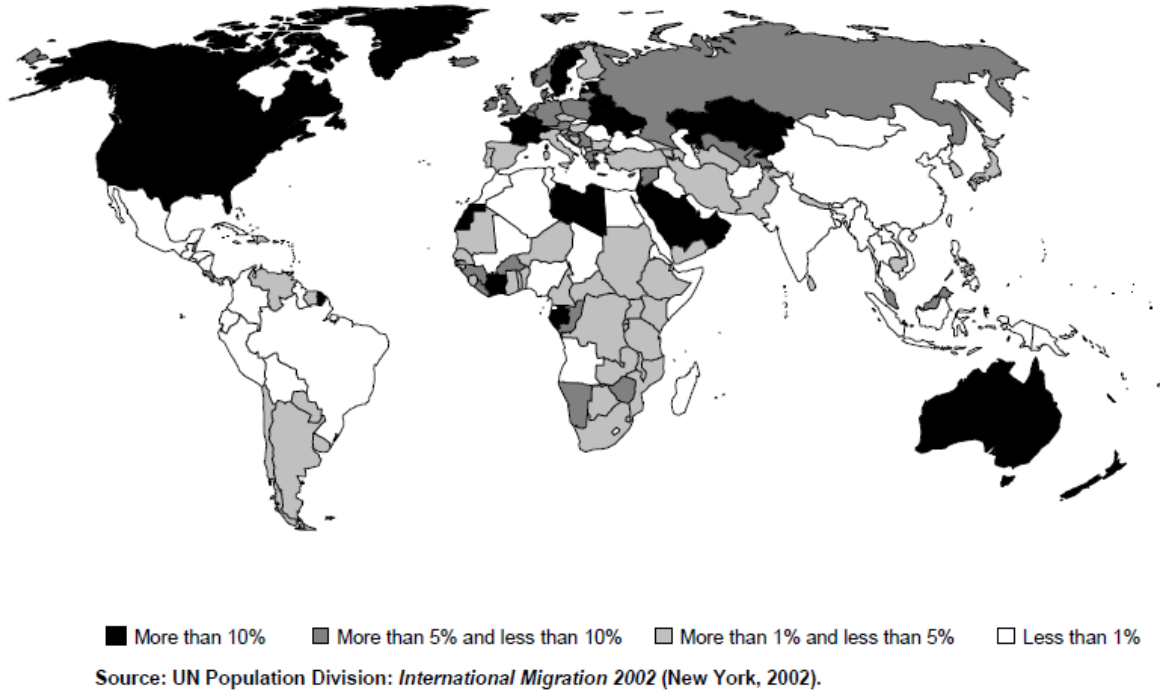 More than 10% More than 5% and less than 10% More than 1% and less than 5% Less than 1%
Source: UN Population Division: International Migration 2002 (New York, 2002).